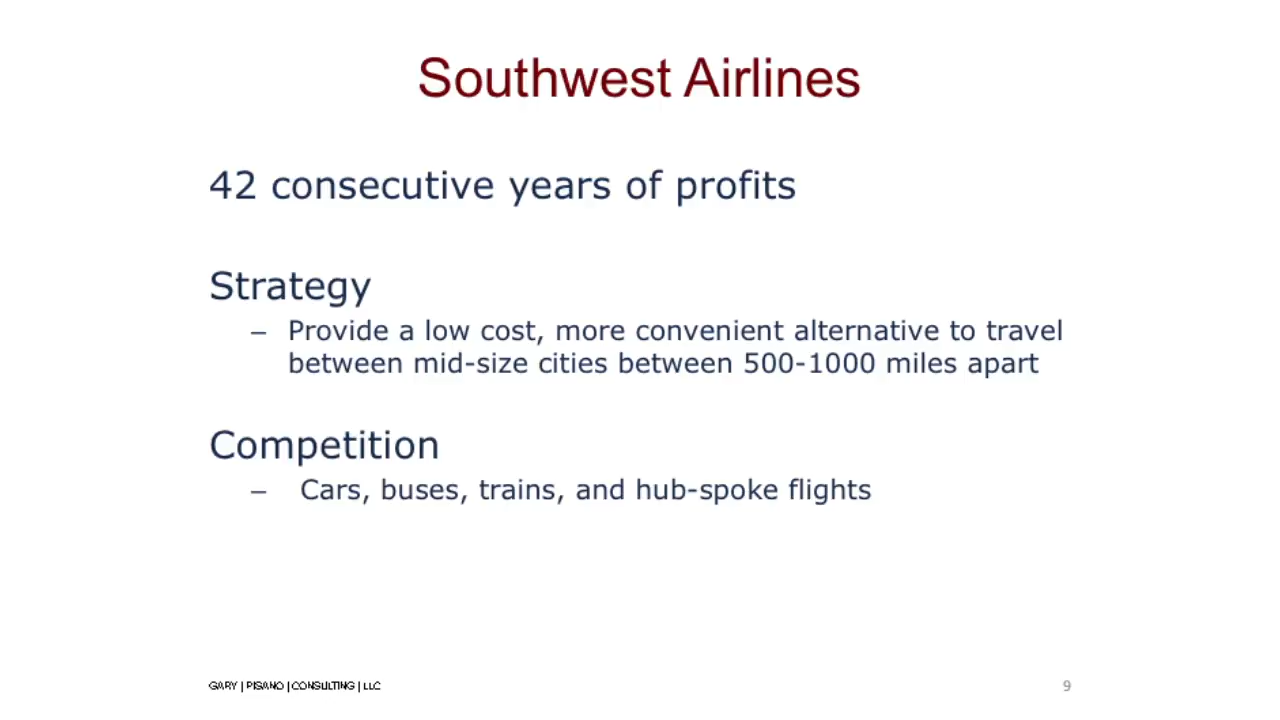 Southwest Airlines
42 consecutive years of profits
Strategy
– Provide a low cost, more convenient alternative to travel
between mid-size cities between 500-1000 miles apart
Competition
– Cars, buses, trains, and hub-spoke flights
GARY | PISANO | CONSULTING | LLC
9